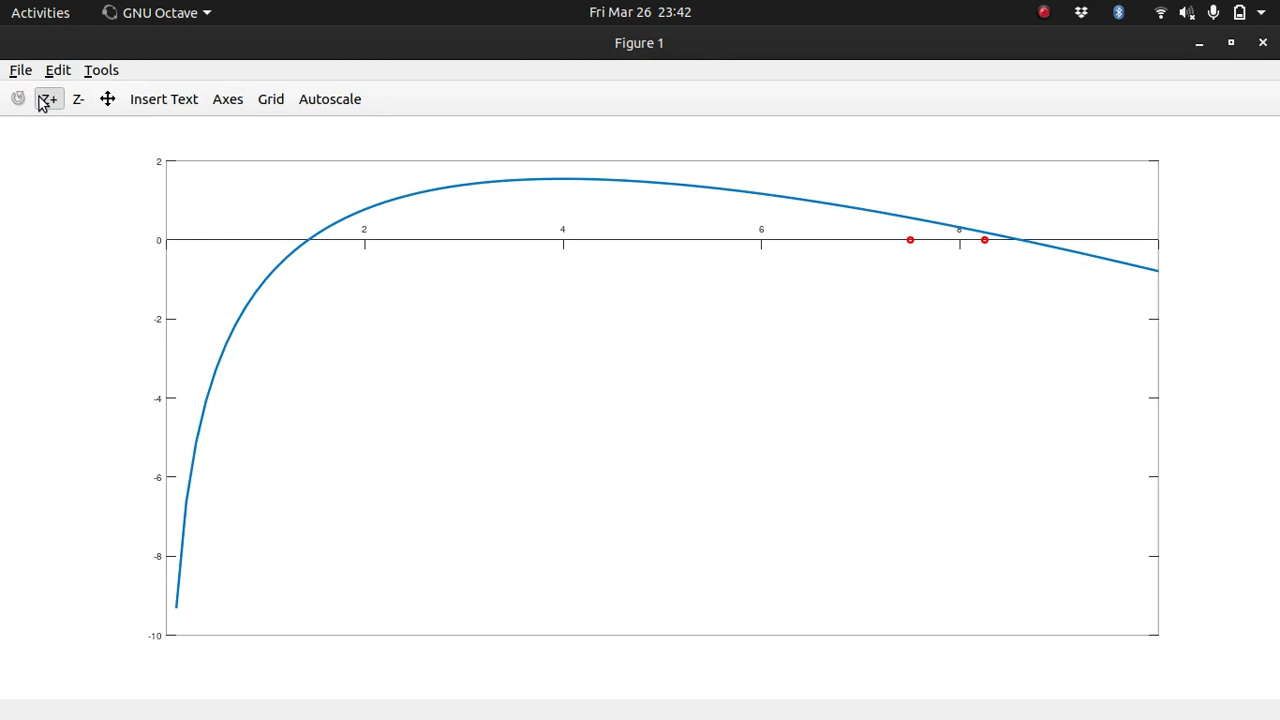 Activities GNU Octave Fri Mar 26 23:42
Figure 1
File Edit Tools
Z+ Z- Insert Text Axes Grid Autoscale
2
2 4 6 8
0
-2
-4
-6
-8
-10